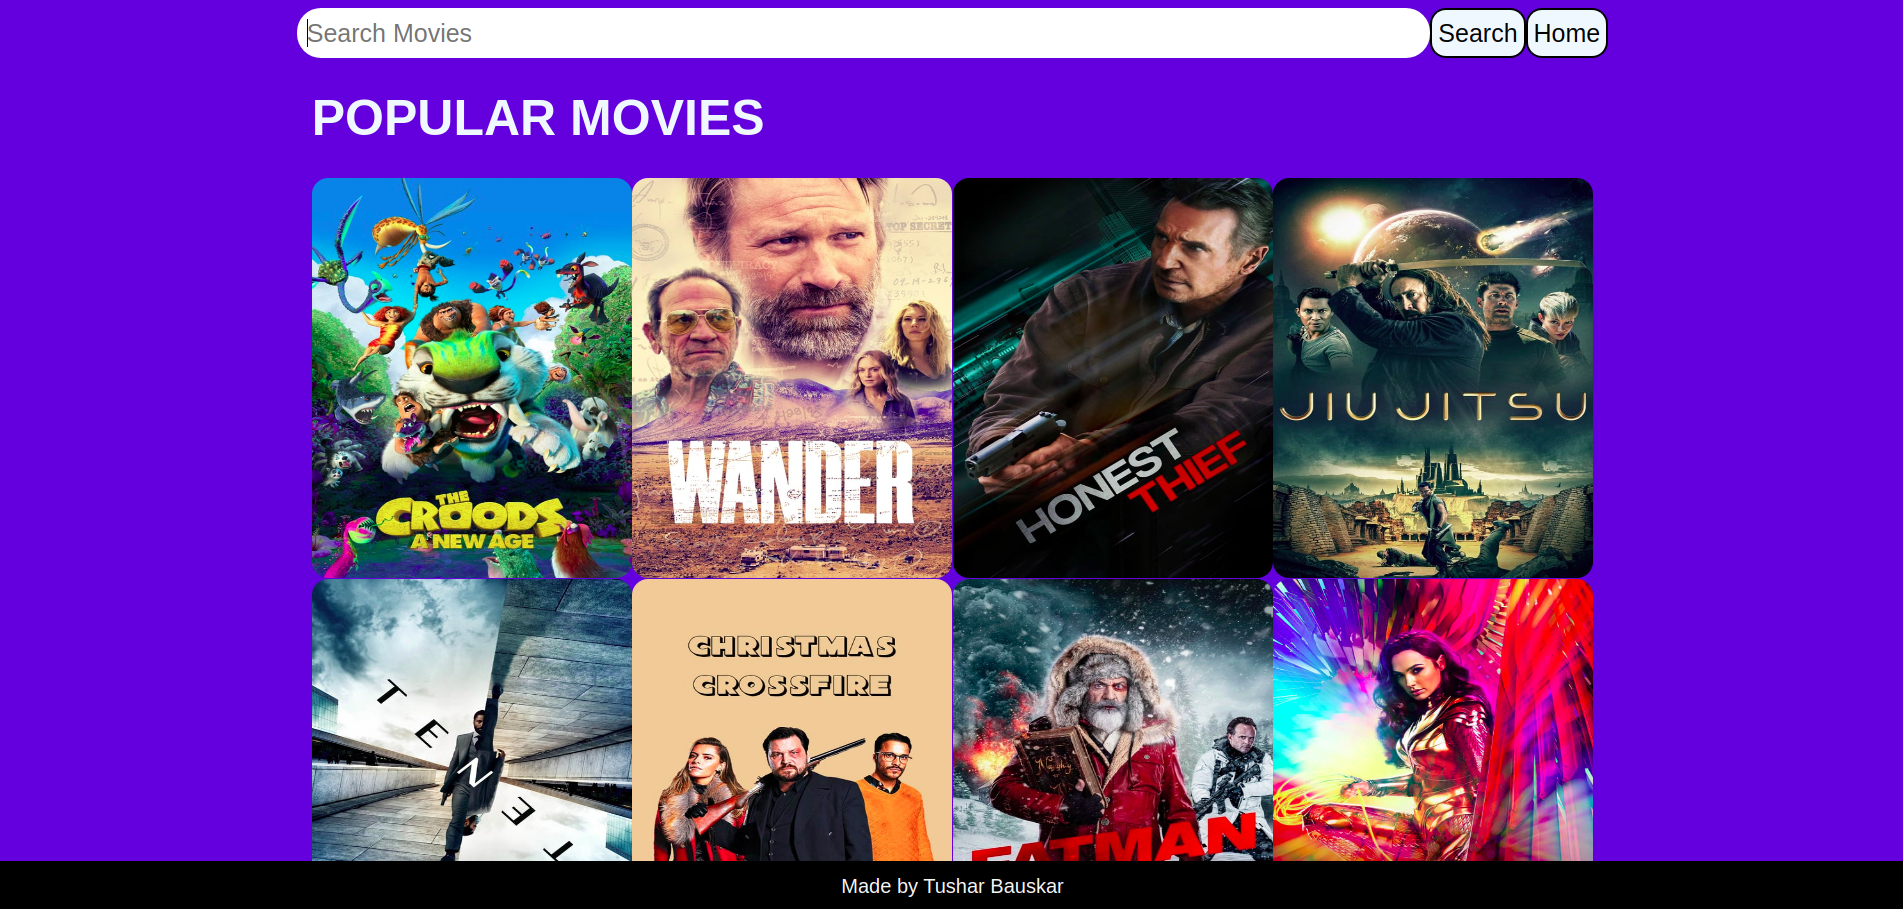 Search Movies
Search
Home
POPULAR MOVIES
THE
CROODS
A NEW AGE
TOP SECRET
WANDER
HONEST
THIEF
JIU JITSU
TENET
CHRISTMAS
CROSSFIRE
Naughty
FATMAN
Made by Tushar Bauskar